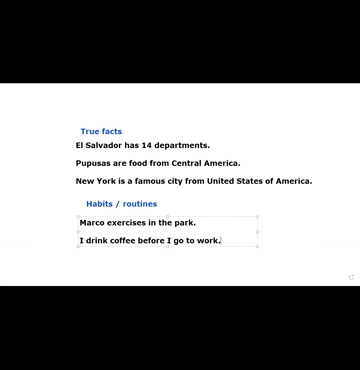 True facts
El Salvador has 14 departments.
Pupusas are food from Central America.
New York is a famous city from United States of America.
Habits / routines
Marco exercises in the park.
I drink coffee before I go to work.